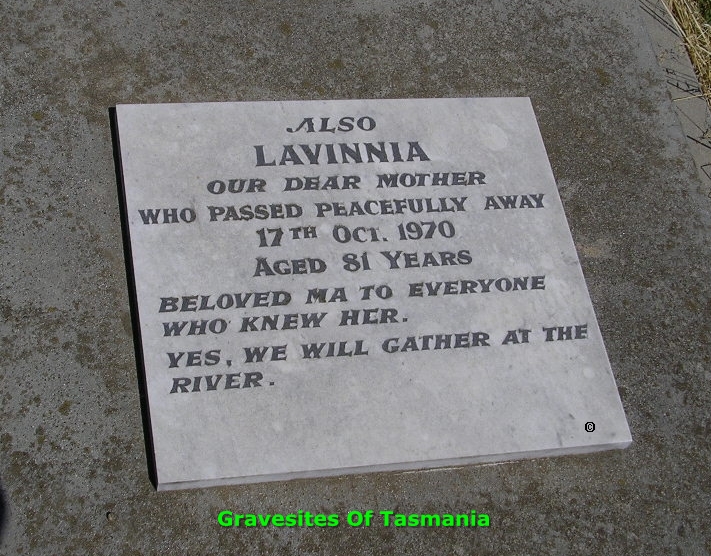 ALSO
LAVINNIA
OUR DEAR MOTHER
WHO PASSED PEACEFULLY AWAY
17TH OCT. 1970
AGED 81 YEARS
BELOVED MA TO EVERYONE
WHO KNEW HER.
YES, WE WILL GATHER AT THE
RIVER.
©
Gravesites Of Tasmania